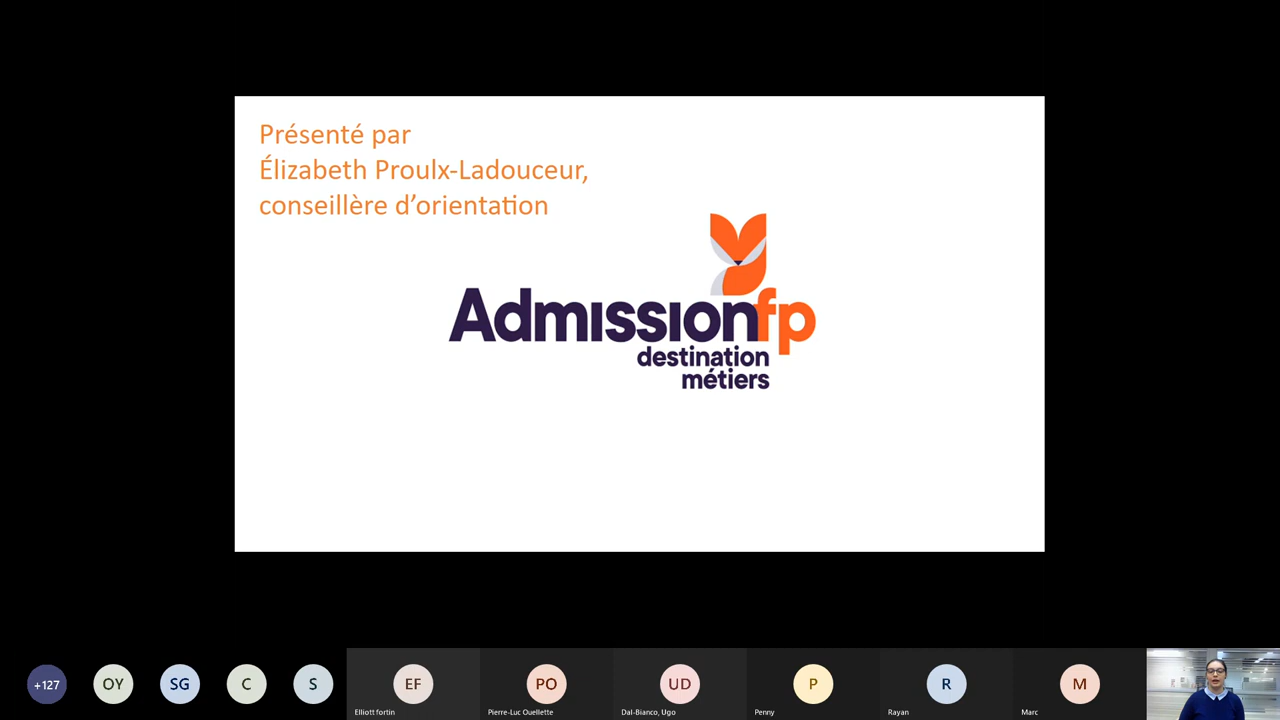 Présenté par
Élizabeth Proulx-Ladouceur,
conseillère d'orientation
Admissionfp
destination
métiers
+127
OY
SG
C
S
EF
PO
UD
P
R
M
Elliott fortin
Pierre-Luc Ouellette
Dal-Bianco, Ugo
Penny
Rayan
Marc